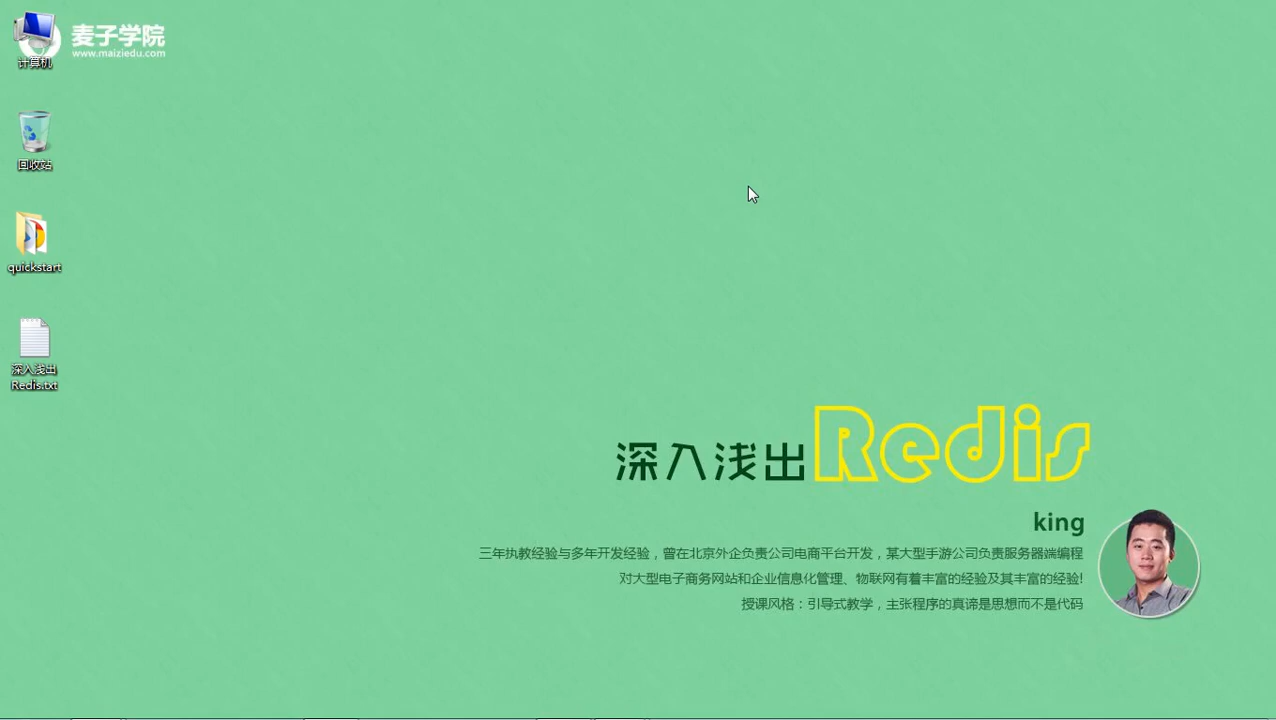 麦子学院
www.maiziedu.com
计算机
回收站
quickstart
深入浅出
Redis.txt
深入浅出Redis
king
三年执教经验与多年开发经验，曾在北京外企负责公司电商平台开发，某大型手游公司负责服务器端编程
对大型电子商务网站和企业信息化管理、物联网有着丰富的经验及其丰富的经验!
授课风格：引导式教学，主张程序的真谛是思想而不是代码